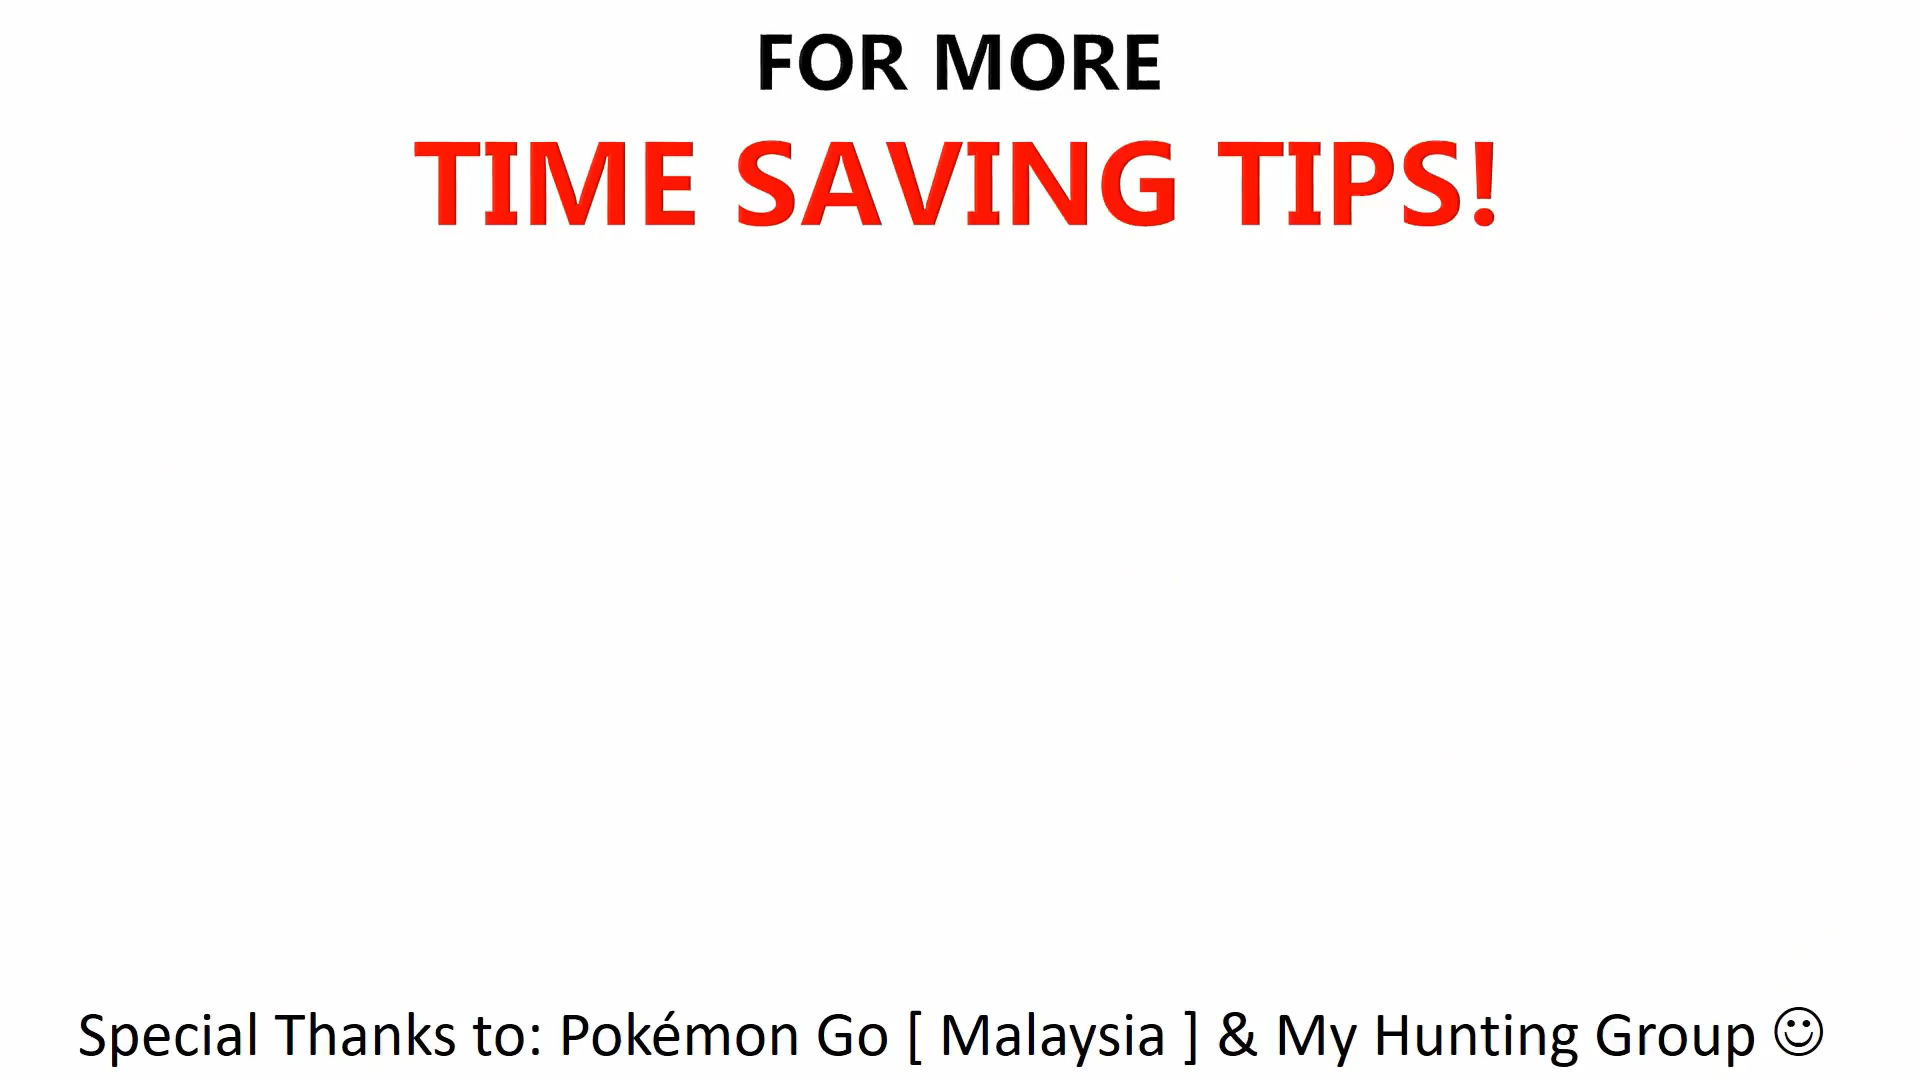 FOR MORE
TIME SAVING TIPS!
Special Thanks to: Pokémon Go [ Malaysia ] & My Hunting Group ☺